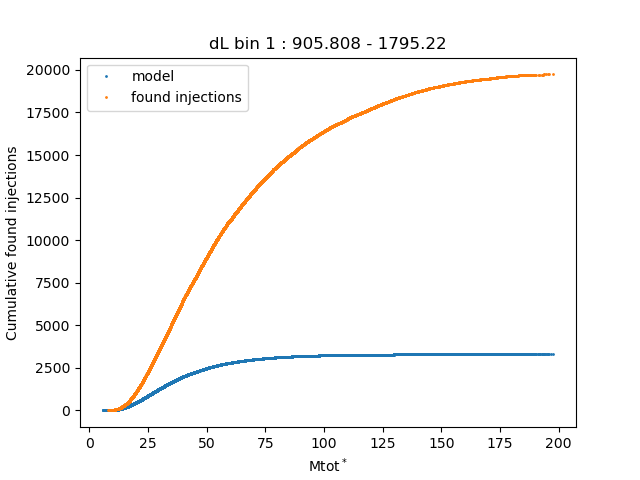 dL bin 1 : 905.808 - 1795.22
model
found injections
Cumulative found injections
20000
17500
15000
12500
10000
7500
5000
2500
0
0 25 50 75 100 125 150 175 200
Mtot*